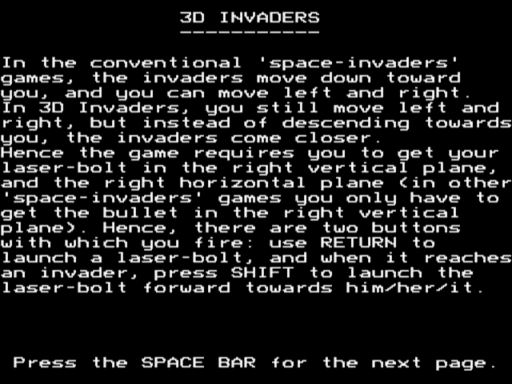 3D INVADERS
In the conventional 'space-invaders'
games, the invaders move down toward
you, and you can move left and right.
In 3D Invaders, you still move left and
right, but instead of descending towards
you, the invaders come closer.
Hence the game requires you to get your
laser-bolt in the right vertical plane,
and the right horizontal plane (in other
'space-invaders' games you only have to
get the bullet in the right vertical
plane). Hence, there are two buttons
with which you fire: use RETURN to
launch a laser-bolt, and when it reaches
an invader, press SHIFT to launch the
laser-bolt forward towards him/her/it.
Press the SPACE BAR for the next page.